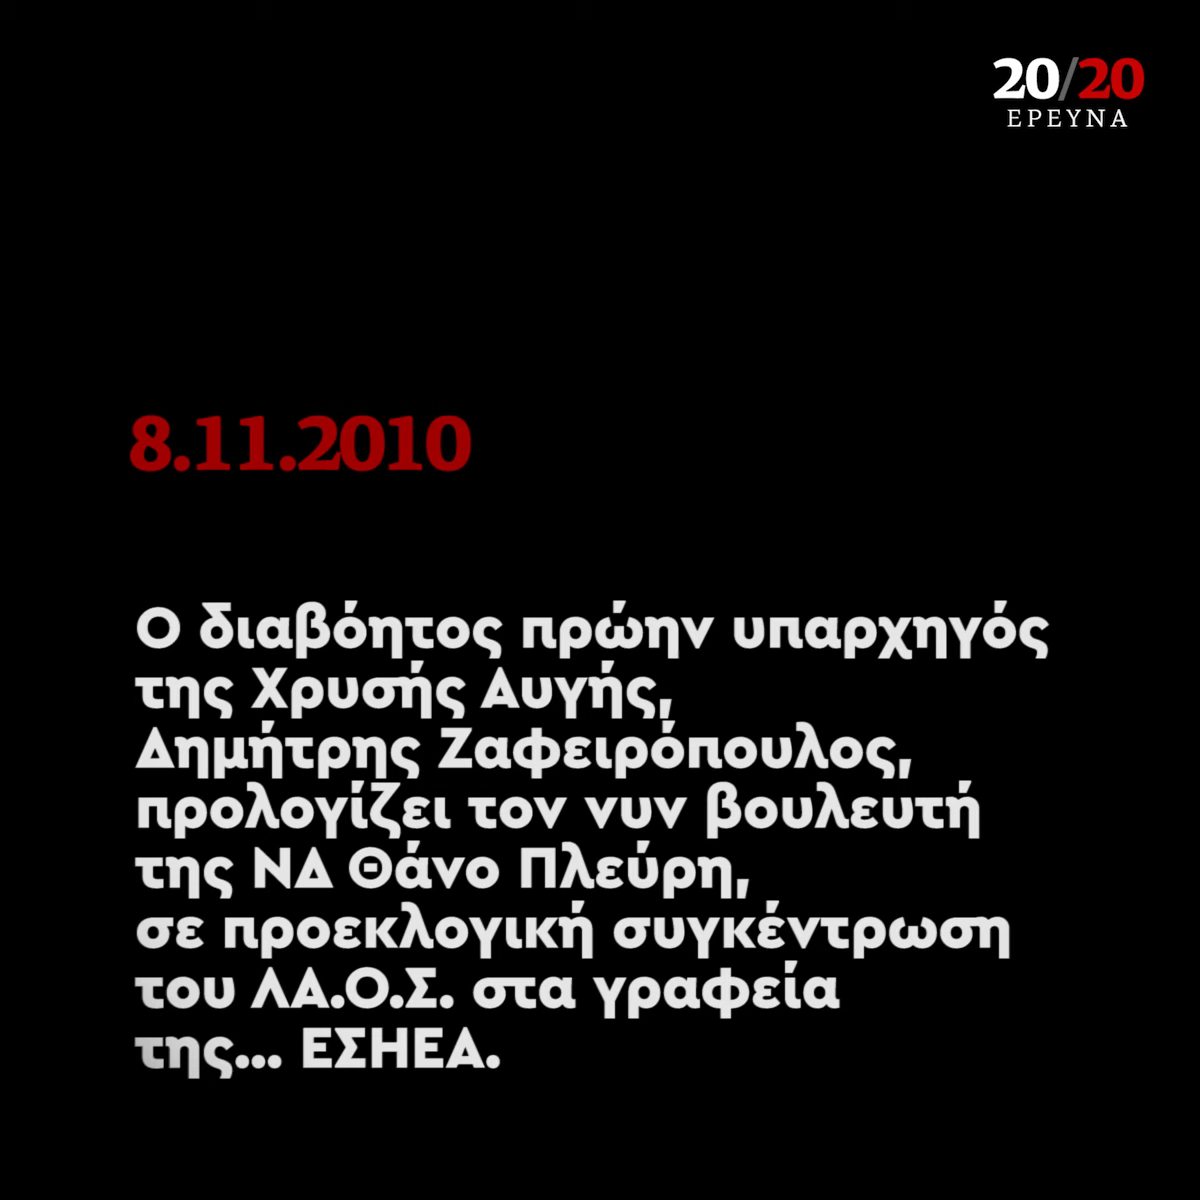 20/20
ΕΡΕΥΝΑ
8.11.2010
Ο διαβόητος πρώην υπαρχηγός
της Χρυσής Αυγής,
Δημήτρης Ζαφειρόπουλος,
προλογίζει τον νυν βουλευτή
της ΝΔ Θάνο Πλεύρη,
σε προεκλογική συγκέντρωση
του ΛΑ.Ο.Σ. στα γραφεία
της... ΕΣΗΕΑ.